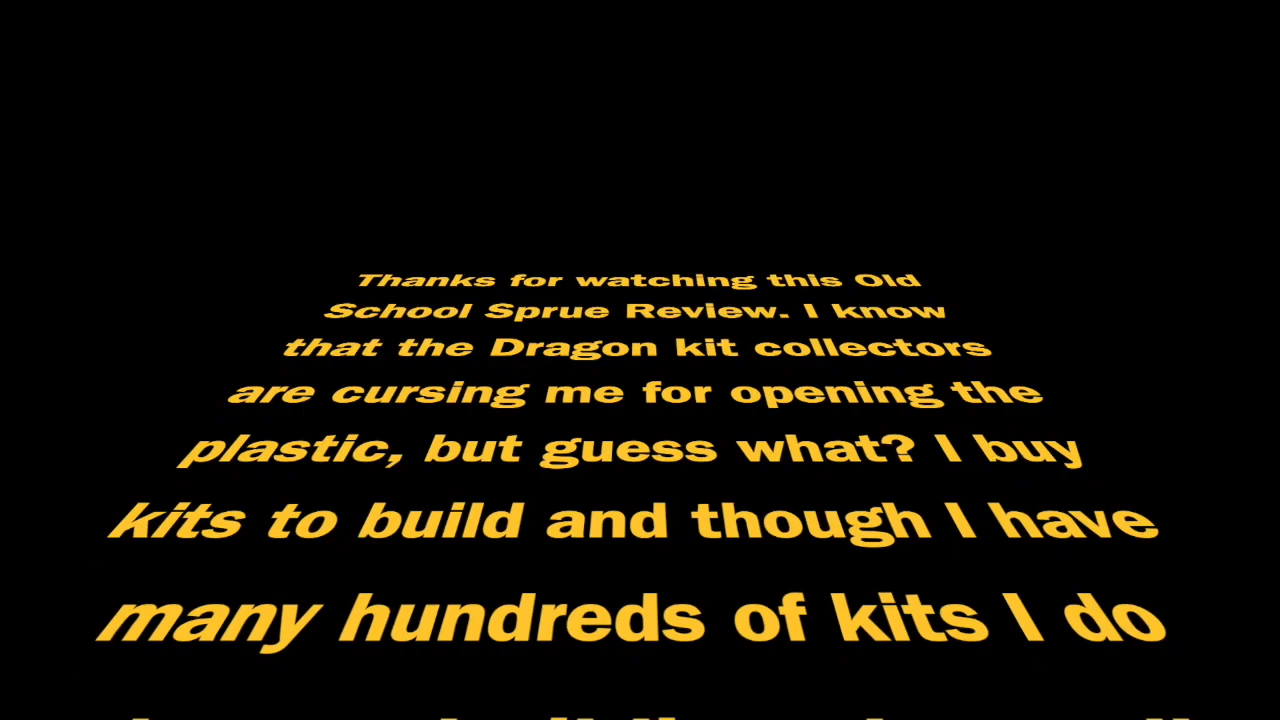 Thanks for watching this Old
School Sprue Review. I know
that the Dragon kit collectors
are cursing me for opening the
plastic, but guess what? I buy
kits to build and though I have
many hundreds of kits I do